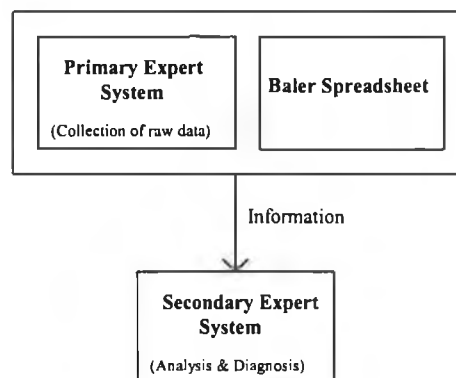 Primary Expert
System
(Collection of raw data)
Baler Spreadsheet
Information
Secondary Expert
System
(Analysis & Diagnosis)